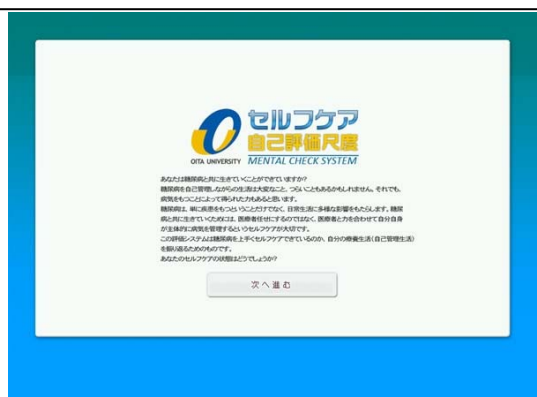 セルフケア
自己評価尺度
OITA UNIVERSITY MENTAL CHECK SYSTEM
あなたは糖尿病と共に生きていくことができていますか?
糖尿病を自己管理しながらの生活は大変なこと、つらいこともあるかもしれません。それでも、
病気をもつことによって得られた力もあると思います。
糖尿病は、単に疾患をもつということだけでなく、日常生活に多様な影響をもたらします。糖尿
病と共に生きていくためには、医療者任せにするのではなく、医療者と力を合わせて自分自身
が主体的に病気を管理するというセルフケアが大切です。
この評価システムは糖尿病を上手くセルフケアできているのか、自分の療養生活(自己管理生活)
を振り返るためのものです。
あなたのセルフケアの状態はどうでしょうか?
次へ進む